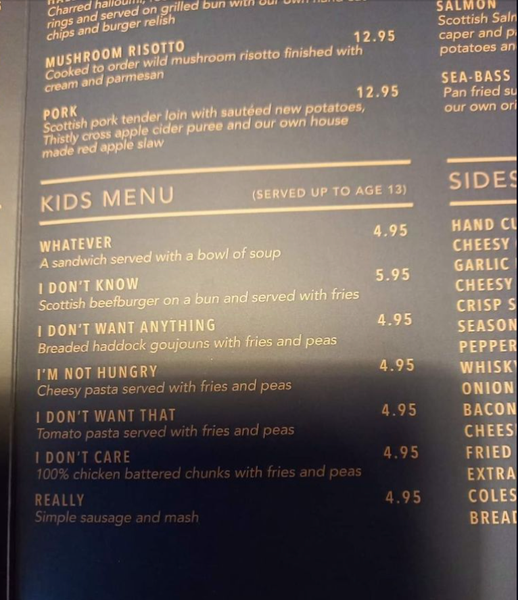 Charred halloumi,
rings and served on grilled bun with our own
chips and burger relish
MUSHROOM RISOTTO 12.95
Cooked to order wild mushroom risotto finished with
cream and parmesan
PORK 12.95
Scottish pork tender loin with sautéed new potatoes,
Thistly cross apple cider puree and our own house
made red apple slaw
KIDS MENU (SERVED UP TO AGE 13)
WHATEVER 4.95
A sandwich served with a bowl of soup
I DON'T KNOW 5.95
Scottish beefburger on a bun and served with fries
I DON'T WANT ANYTHING 4.95
Breaded haddock goujouns with fries and peas
I'M NOT HUNGRY 4.95
Cheesy pasta served with fries and peas
I DON'T WANT THAT 4.95
Tomato pasta served with fries and peas
I DON'T CARE 4.95
100% chicken battered chunks with fries and peas
REALLY 4.95
Simple sausage and mash
SALMON
Scottish
caper and
potatoes
SEA-BASS
Pan fried
our own
SIDES
HAND
CHEESY
GARLIC
CHEESY
CRISP
SEASON
PEPPER
WHISK
ONION
BACON
CHEES
FRIED
EXTRA
COLES
BREAD